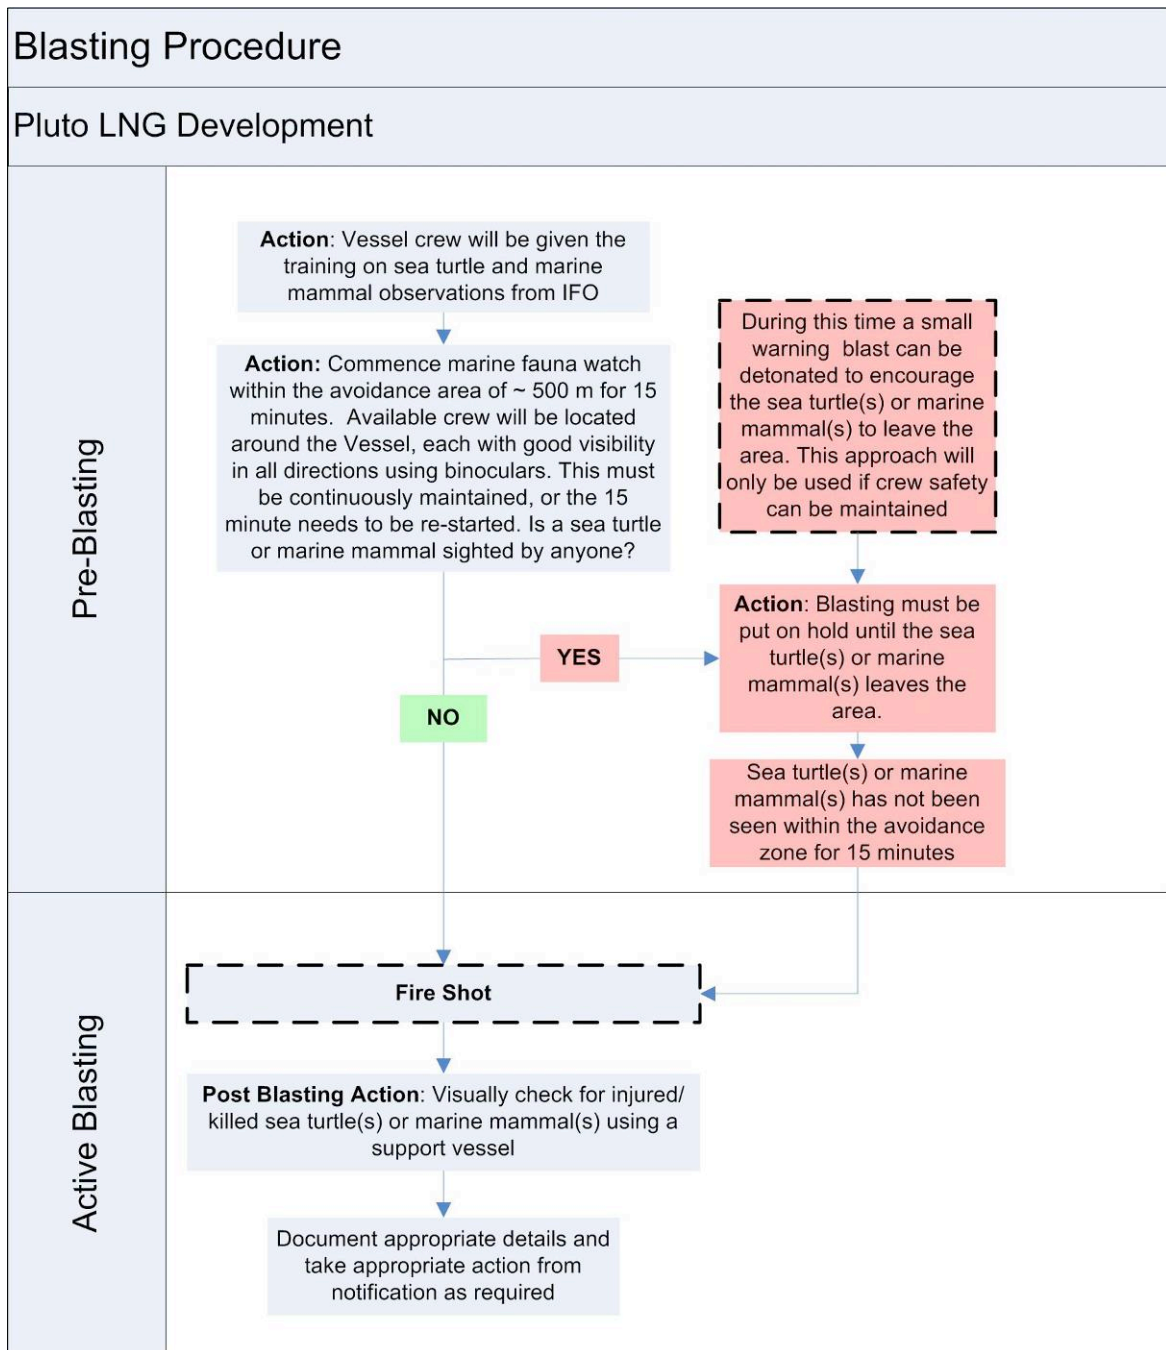 Blasting Procedure
Pluto LNG Development
Pre-Blasting
Action: Vessel crew will be given the
training on sea turtle and marine
mammal observations from IFO
Action: Commence marine fauna watch
within the avoidance area of ~ 500 m for 15
minutes. Available crew will be located
around the Vessel, each with good visibility
in all directions using binoculars. This must
be continuously maintained, or the 15
minute needs to be re-started. Is a sea turtle
or marine mammal sighted by anyone?
During this time a small
warning blast can be
detonated to encourage
the sea turtle(s) or marine
mammal(s) to leave the
area. This approach will
only be used if crew safety
can be maintained
YES
Action: Blasting must be
put on hold until the sea
turtle(s) or marine
mammal(s) leaves the
area.
NO
Sea turtle(s) or marine
mammal(s) has not been
seen within the avoidance
zone for 15 minutes
Active Blasting
Fire Shot
Post Blasting Action: Visually check for injured/
killed sea turtle(s) or marine mammal(s) using a
support vessel
Document appropriate details and
take appropriate action from
notification as required